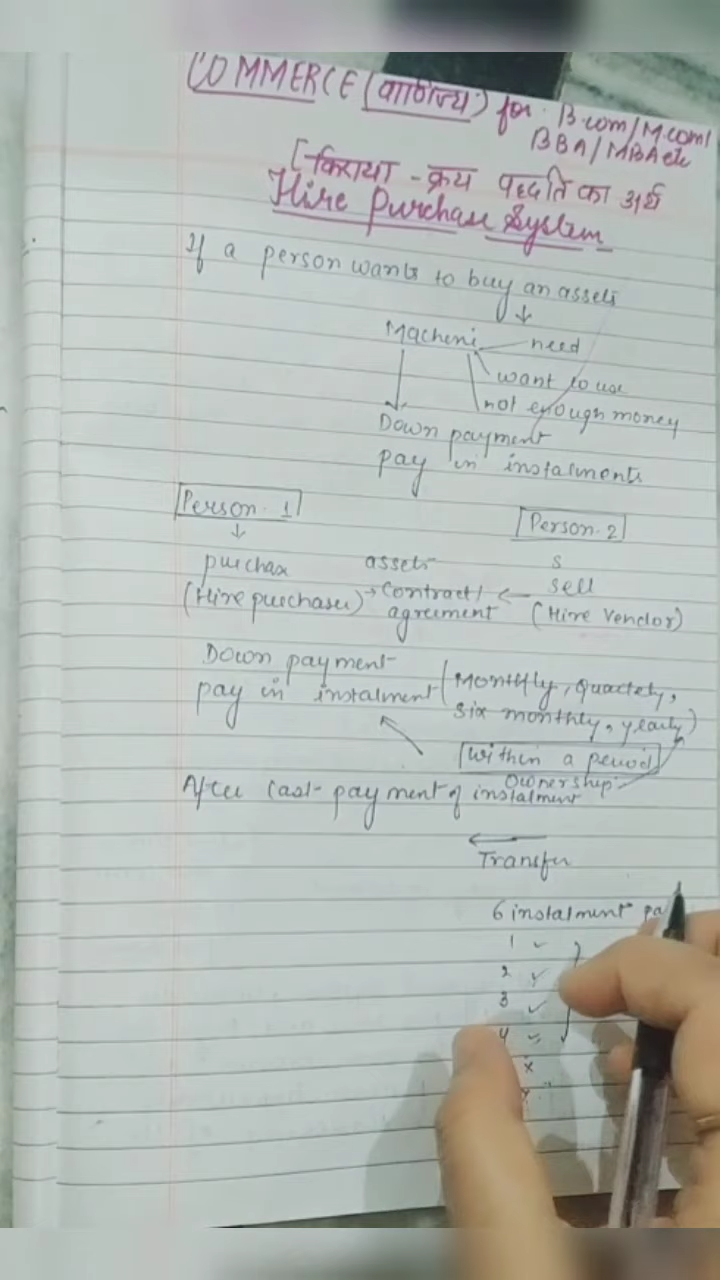 COMMERCE (वाणिज्य) for B.com/M.com/
BBA/MBA etc
[किराया - क्रय पद्धति का अर्थ
Hire Purchase System
If a person wants to buy an assets
Macheni need
want to use
not enough money
Down payment
pay in instalments
Person 1
Person 2
purchase assets s
sell
(Hire purchaser) contract/
agreement (Hire Vendor)
Down payment
pay in instalment (Monthly, Quartely,
six monthly, yearly)
within a period
Ownership
After last payment of instalment
Transfer
6 instalment pa
1 ✓
2 ✓
3 ✓
4 ✓
x